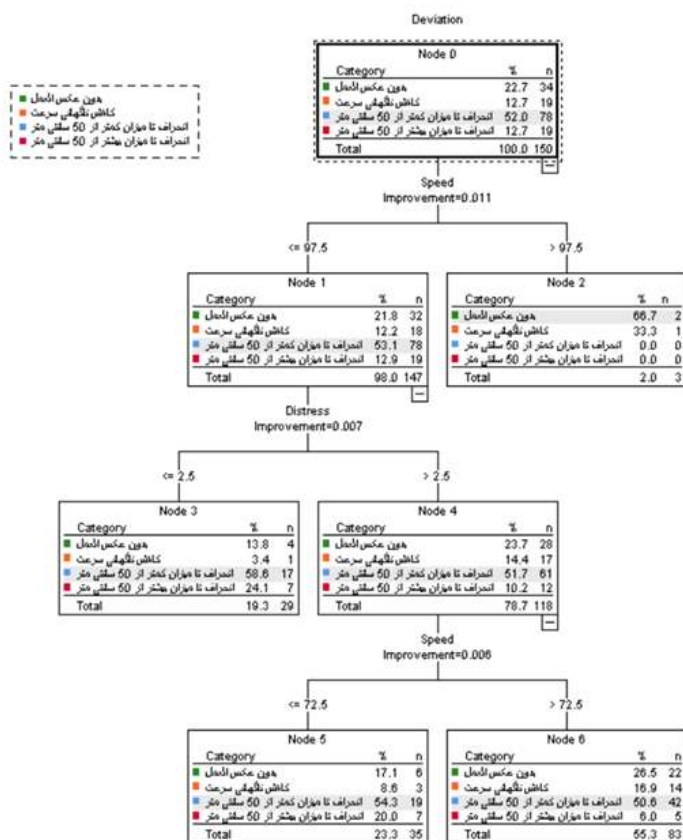 Deviation
بدون عکس العمل
کاهش ناگهانی سرعت
انحراف تا میزان کمتر از 50 سانتی متر
انحراف تا میزان بیشتر از 50 سانتی متر
Node 0
Category % n
بدون عکس العمل 22.7 34
کاهش ناگهانی سرعت 12.7 19
انحراف تا میزان کمتر از 50 سانتی متر 52.0 78
انحراف تا میزان بیشتر از 50 سانتی متر 12.7 19
Total 100.0 150
Speed
Improvement=0.011
<= 97.5
> 97.5
Node 1
Category % n
بدون عکس العمل 21.8 32
کاهش ناگهانی سرعت 12.2 18
انحراف تا میزان کمتر از 50 سانتی متر 53.1 78
انحراف تا میزان بیشتر از 50 سانتی متر 12.9 19
Total 98.0 147
Node 2
Category % n
بدون عکس العمل 66.7 2
کاهش ناگهانی سرعت 33.3 1
انحراف تا میزان کمتر از 50 سانتی متر 0.0 0
انحراف تا میزان بیشتر از 50 سانتی متر 0.0 0
Total 2.0 3
Distress
Improvement=0.007
<= 2.5
> 2.5
Node 3
Category % n
بدون عکس العمل 13.8 4
کاهش ناگهانی سرعت 3.4 1
انحراف تا میزان کمتر از 50 سانتی متر 58.6 17
انحراف تا میزان بیشتر از 50 سانتی متر 24.1 7
Total 19.3 29
Node 4
Category % n
بدون عکس العمل 23.7 28
کاهش ناگهانی سرعت 14.4 17
انحراف تا میزان کمتر از 50 سانتی متر 51.7 61
انحراف تا میزان بیشتر از 50 سانتی متر 10.2 12
Total 78.7 118
Speed
Improvement=0.006
<= 72.5
> 72.5
Node 5
Category % n
بدون عکس العمل 17.1 6
کاهش ناگهانی سرعت 8.6 3
انحراف تا میزان کمتر از 50 سانتی متر 54.3 19
انحراف تا میزان بیشتر از 50 سانتی متر 20.0 7
Total 23.3 35
Node 6
Category % n
بدون عکس العمل 26.5 22
کاهش ناگهانی سرعت 16.9 14
انحراف تا میزان کمتر از 50 سانتی متر 50.6 42
انحراف تا میزان بیشتر از 50 سانتی متر 6.0 5
Total 55.3 83